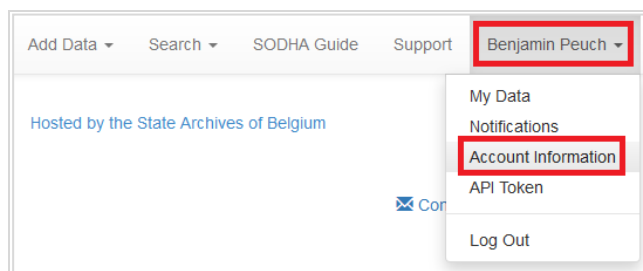 Add Data Search SODHA Guide Support Benjamin Peuch
My Data
Hosted by the State Archives of Belgium
Notifications
Account Information
API Token
Con
Log Out